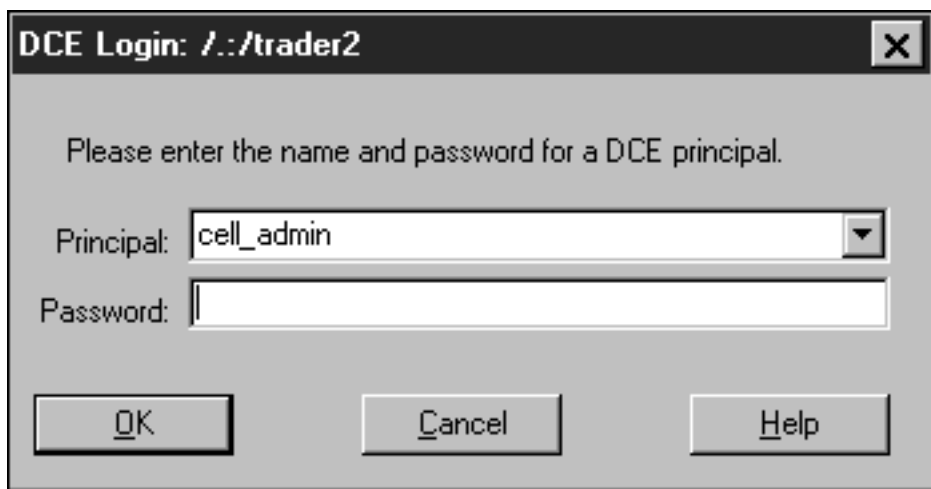 DCE Login: /.:/trader2
Please enter the name and password for a DCE principal.
Principal: cell_admin
Password:
OK Cancel Help